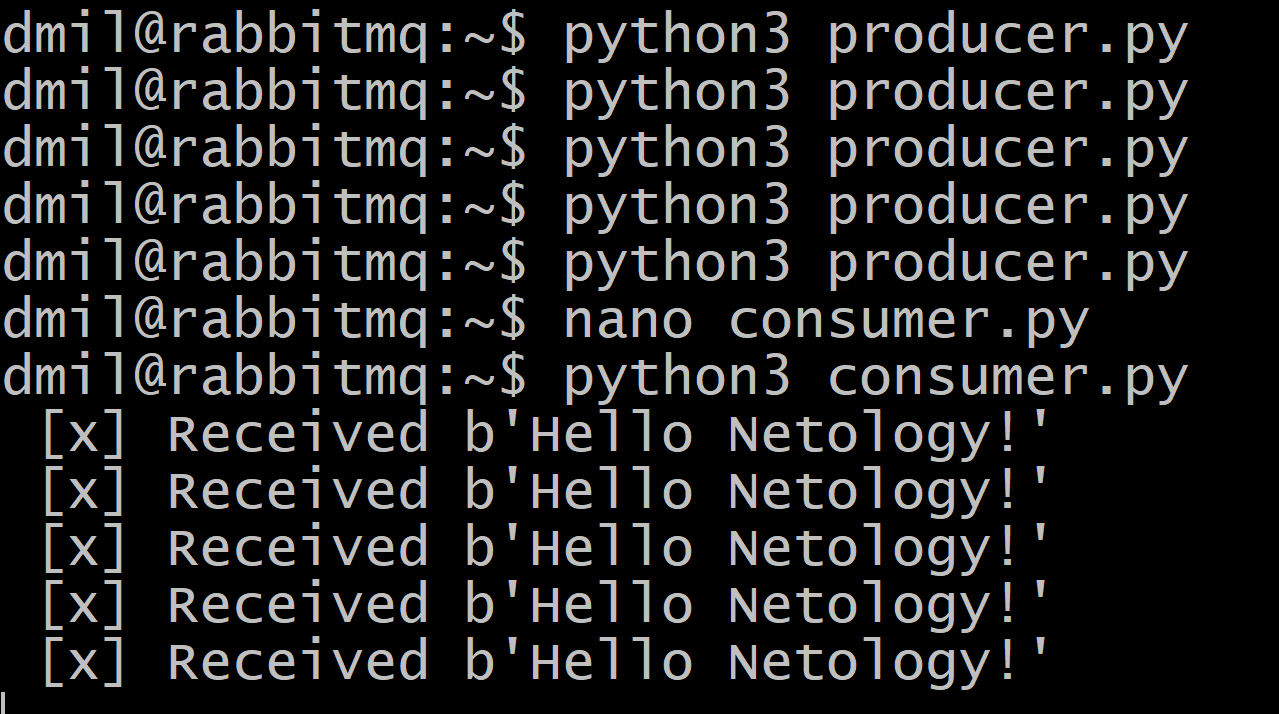 dmil@rabbitmq:~$ python3 producer.py
dmil@rabbitmq:~$ python3 producer.py
dmil@rabbitmq:~$ python3 producer.py
dmil@rabbitmq:~$ python3 producer.py
dmil@rabbitmq:~$ python3 producer.py
dmil@rabbitmq:~$ nano consumer.py
dmil@rabbitmq:~$ python3 consumer.py
 [x] Received b'Hello Netology!'
 [x] Received b'Hello Netology!'
 [x] Received b'Hello Netology!'
 [x] Received b'Hello Netology!'
 [x] Received b'Hello Netology!'